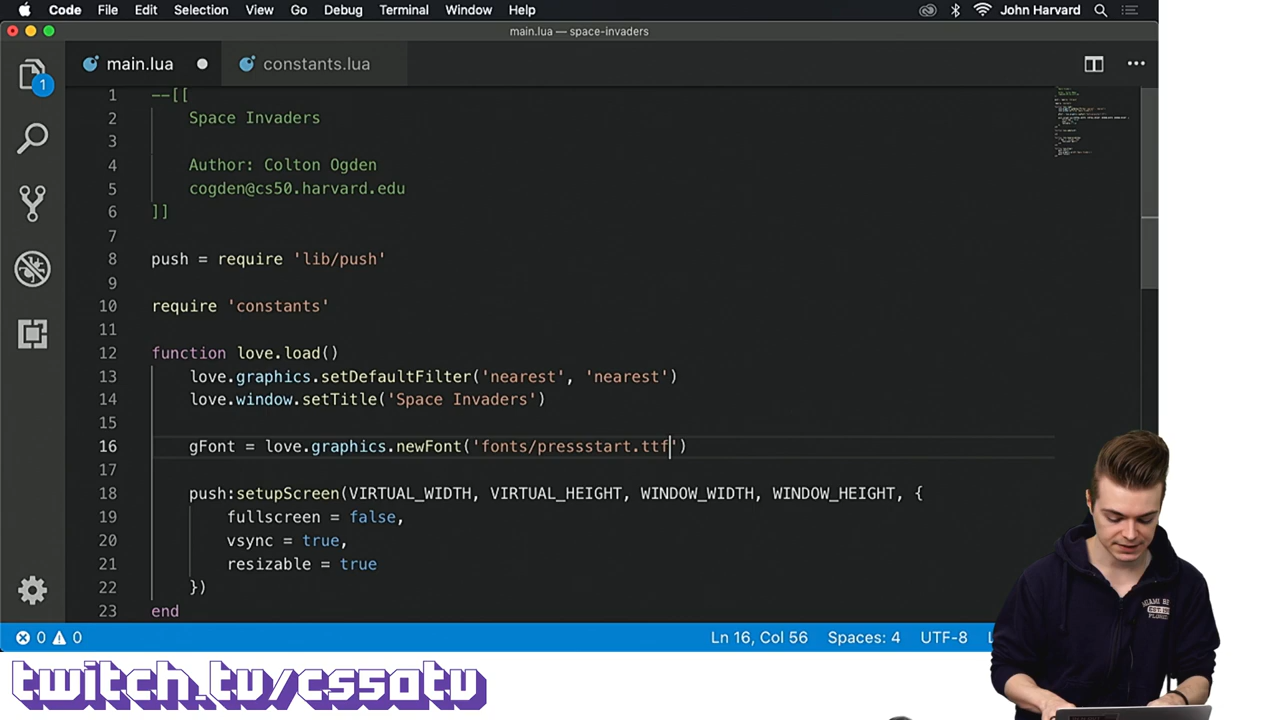 Code File Edit Selection View Go Debug Terminal Window Help John Harvard
main.lua — space-invaders
main.lua constants.lua
1
1 --[[
2 Space Invaders
3
4 Author: Colton Ogden
5 cogden@cs50.harvard.edu
6 ]]
7
8 push = require 'lib/push'
9
10 require 'constants'
11
12 function love.load()
13 love.graphics.setDefaultFilter('nearest', 'nearest')
14 love.window.setTitle('Space Invaders')
15
16 gFont = love.graphics.newFont('fonts/pressstart.ttf')
17
18 push:setupScreen(VIRTUAL_WIDTH, VIRTUAL_HEIGHT, WINDOW_WIDTH, WINDOW_HEIGHT, {
19 fullscreen = false,
20 vsync = true,
21 resizable = true
22 })
23 end
0 0 Ln 16, Col 56 Spaces: 4 UTF-8
twitch.tv/cs50tv